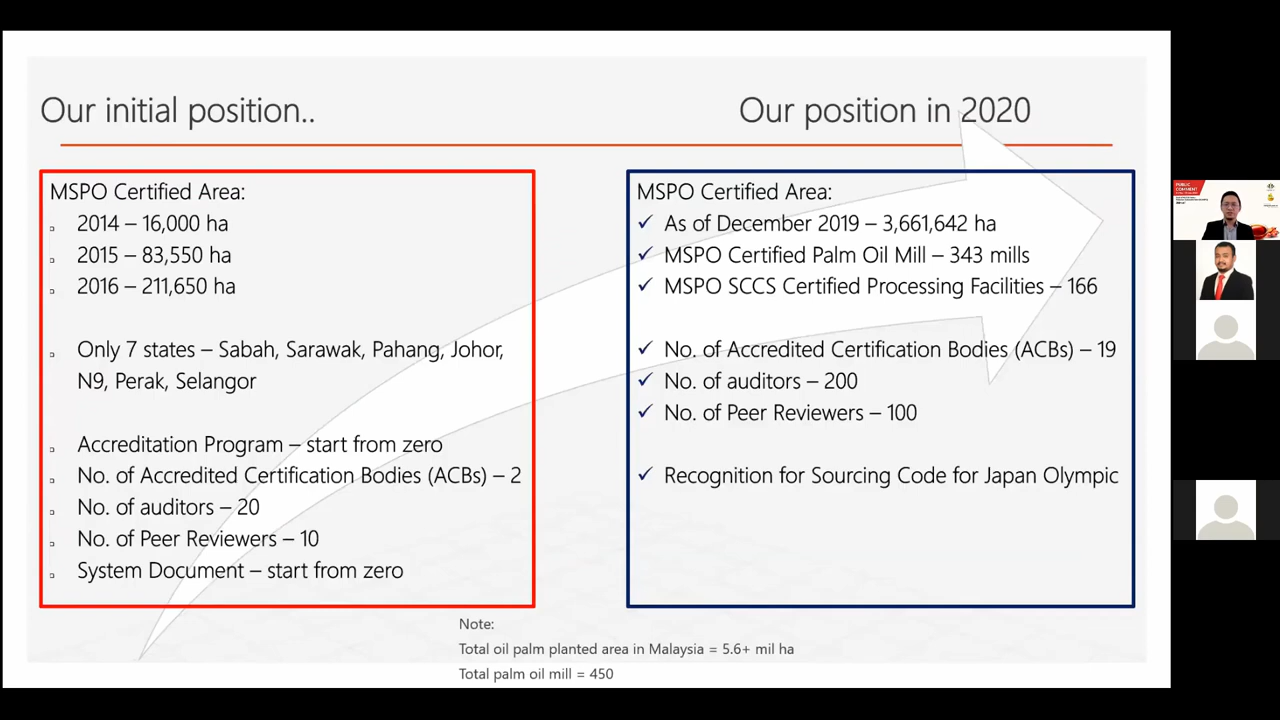 Our initial position..
Our position in 2020
MSPO Certified Area:
2014 – 16,000 ha
2015 – 83,550 ha
2016 – 211,650 ha
Only 7 states – Sabah, Sarawak, Pahang, Johor,
N9, Perak, Selangor
Accreditation Program – start from zero
No. of Accredited Certification Bodies (ACBs) – 2
No. of auditors – 20
No. of Peer Reviewers – 10
System Document – start from zero
MSPO Certified Area:
✓ As of December 2019 – 3,661,642 ha
✓ MSPO Certified Palm Oil Mill – 343 mills
✓ MSPO SCCS Certified Processing Facilities – 166
✓ No. of Accredited Certification Bodies (ACBs) – 19
✓ No. of auditors – 200
✓ No. of Peer Reviewers – 100
✓ Recognition for Sourcing Code for Japan Olympic
Note:
Total oil palm planted area in Malaysia = 5.6+ mil ha
Total palm oil mill = 450
PUBLIC
COMMENT